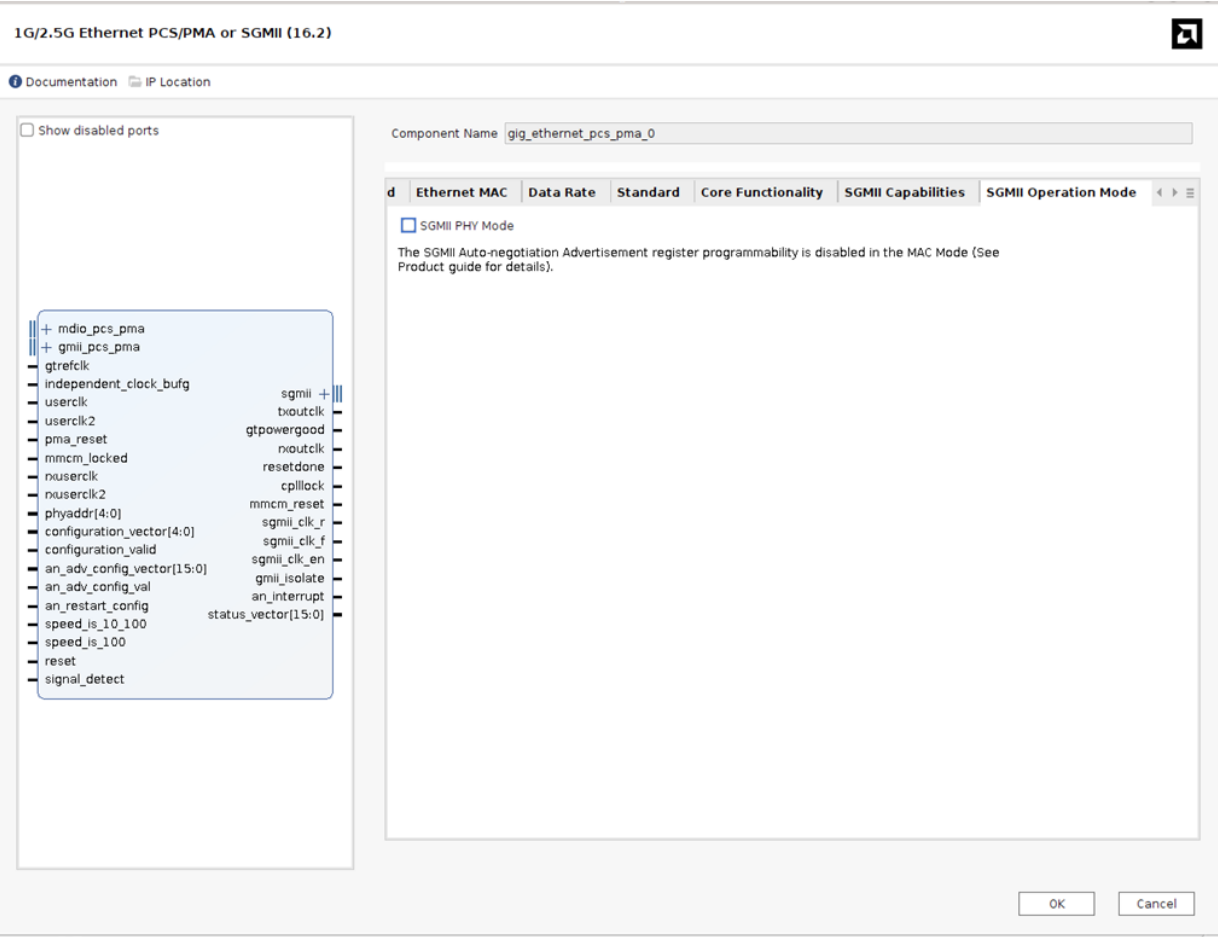 1G/2.5G Ethernet PCS/PMA or SGMII (16.2)
Documentation IP Location
Show disabled ports
Component Name gig_ethernet_pcs_pma_0
d Ethernet MAC Data Rate Standard Core Functionality SGMII Capabilities SGMII Operation Mode
SGMII PHY Mode
The SGMII Auto-negotiation Advertisement register programmability is disabled in the MAC Mode (See
Product guide for details).
mdio_pcs_pma
gmii_pcs_pma
gtrefclk
independent_clock_bufg
userclk
userclk2
pma_reset
mmcm_locked
rxuserclk
rxuserclk2
phyaddr[4:0]
configuration_vector[4:0]
configuration_valid
an_adv_config_vector[15:0]
an_adv_config_val
an_restart_config
speed_is_10_100
speed_is_100
reset
signal_detect
sgmii
txoutclk
gtpowergood
rxoutclk
resetdone
cplllock
mmcm_reset
sgmii_clk_r
sgmii_clk_f
sgmii_clk_en
gmii_isolate
an_interrupt
status_vector[15:0]
OK Cancel